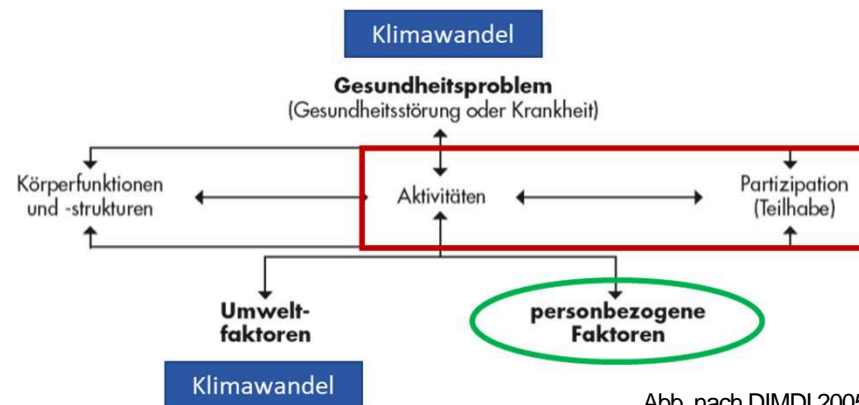 Klimawandel
Gesundheitsproblem
(Gesundheitsstörung oder Krankheit)
Körperfunktionen
und -strukturen
Aktivitäten
Partizipation
(Teilhabe)
Umwelt-
faktoren
personbezogene
Faktoren
Klimawandel
Abb. nach DIMDI 2005